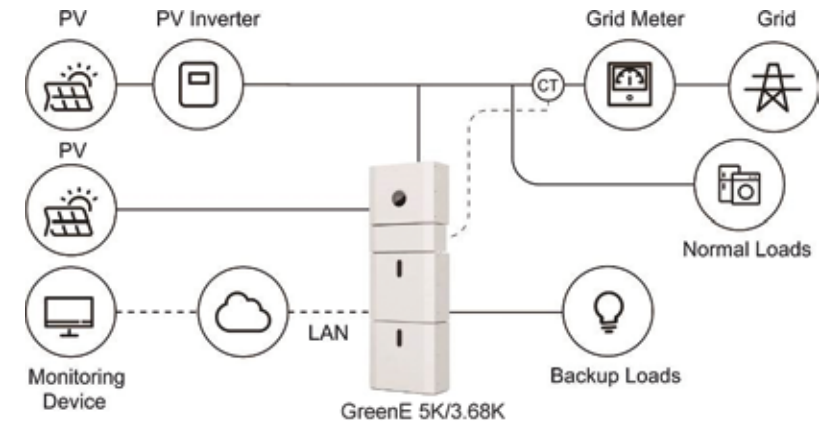 PV
PV Inverter
Grid Meter
Grid
CT
PV
Normal Loads
LAN
Monitoring
Device
Backup Loads
GreenE 5K/3.68K